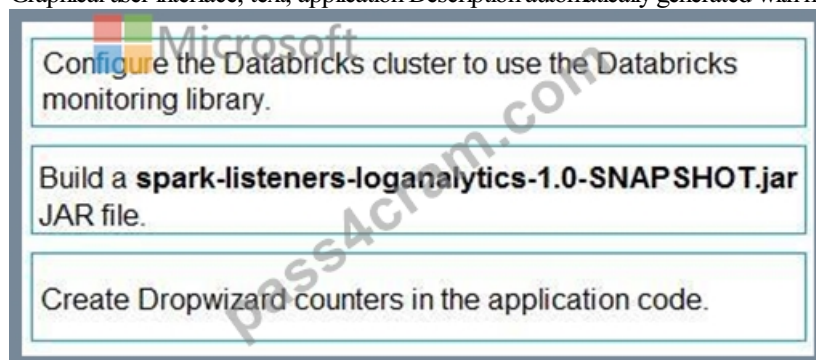 Graphical user interface, text, application Description automatically generated with
Microsoft
Configure the Databricks cluster to use the Databricks
monitoring library.
Build a spark-listeners-loganalytics-1.0-SNAPSHOT.jar
JAR file.
Create Dropwizard counters in the application code.
pass4cram.com